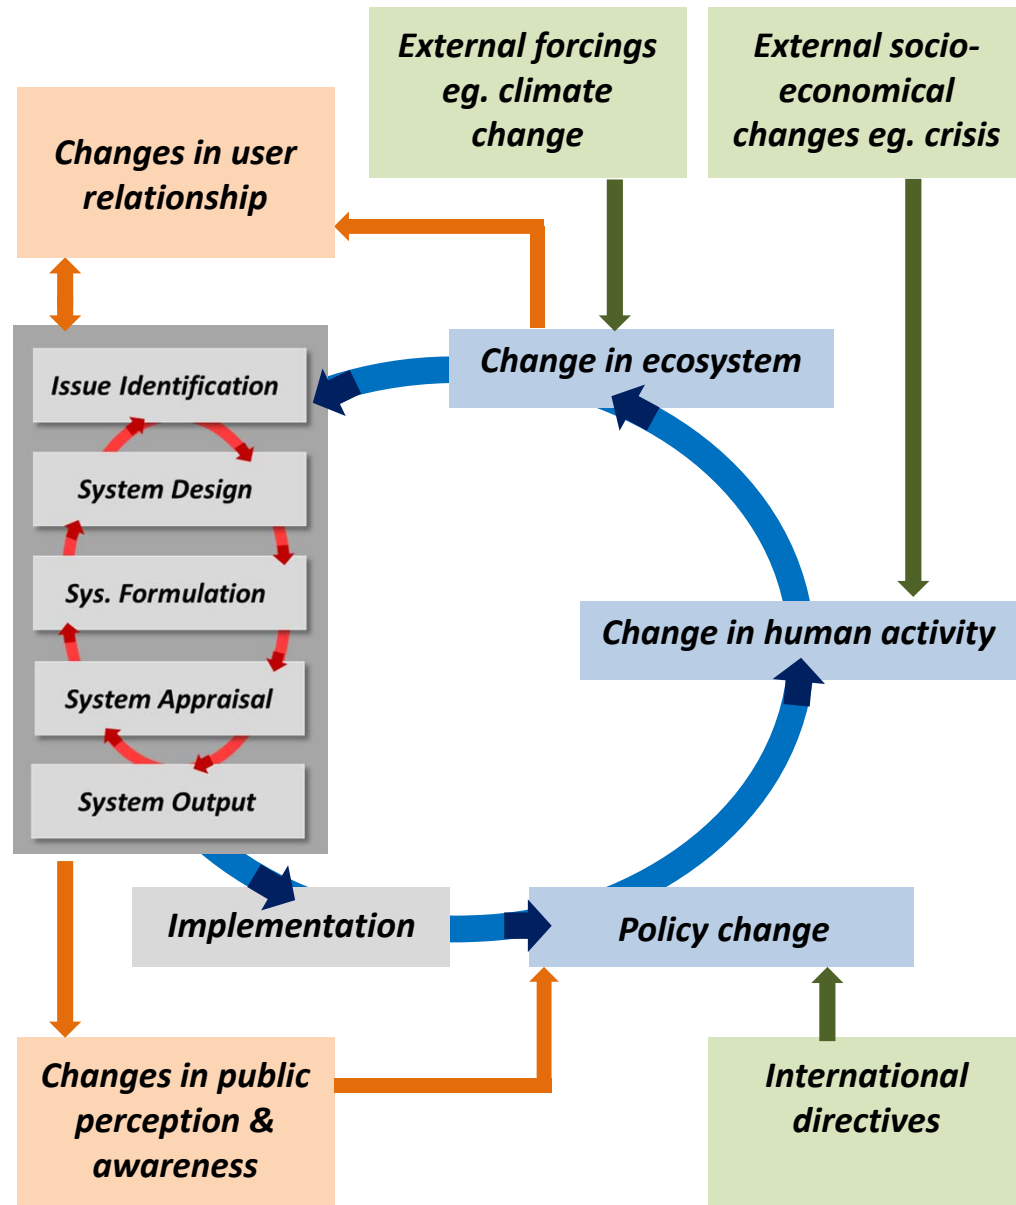 External forcings
eg. climate
change
External socio-
economical
changes eg. crisis
Changes in user
relationship
Change in ecosystem
Issue Identification
System Design
Sys. Formulation
Change in human activity
System Appraisal
System Output
Implementation
Policy change
Changes in public
perception &
awareness
International
directives